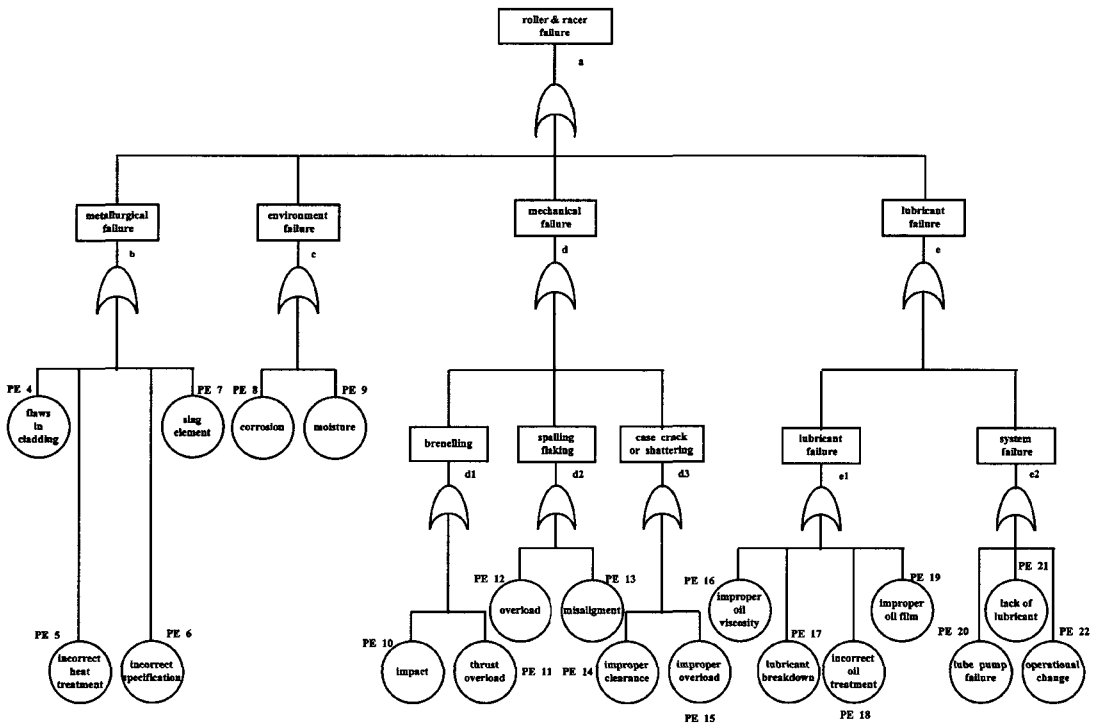 roller & racer
failure
a
metallurgical
failure
environment
failure
mechanical
failure
lubricant
failure
b
c
d
e
PE 4
PE 7
PE 8
PE 9
flaws
in
cladding
slag
element
corrosion
moisture
brenelling
spalling
flaking
case crack
or shattering
lubricant
failure
system
failure
d1
d2
d3
e1
e2
PE 12
PE 13
PE 16
PE 19
PE 21
overload
misaligment
improper
oil
viscosity
improper
oil film
lack of
lubricant
PE 5
PE 6
PE 10
PE 11
PE 14
PE 17
PE 20
PE 22
incorrect
heat
treatment
incorrect
specification
impact
thrust
overload
improper
clearance
improper
overload
lubricant
breakdown
incorrect
oil
treatment
lube pump
failure
operational
change
PE 15
PE 18